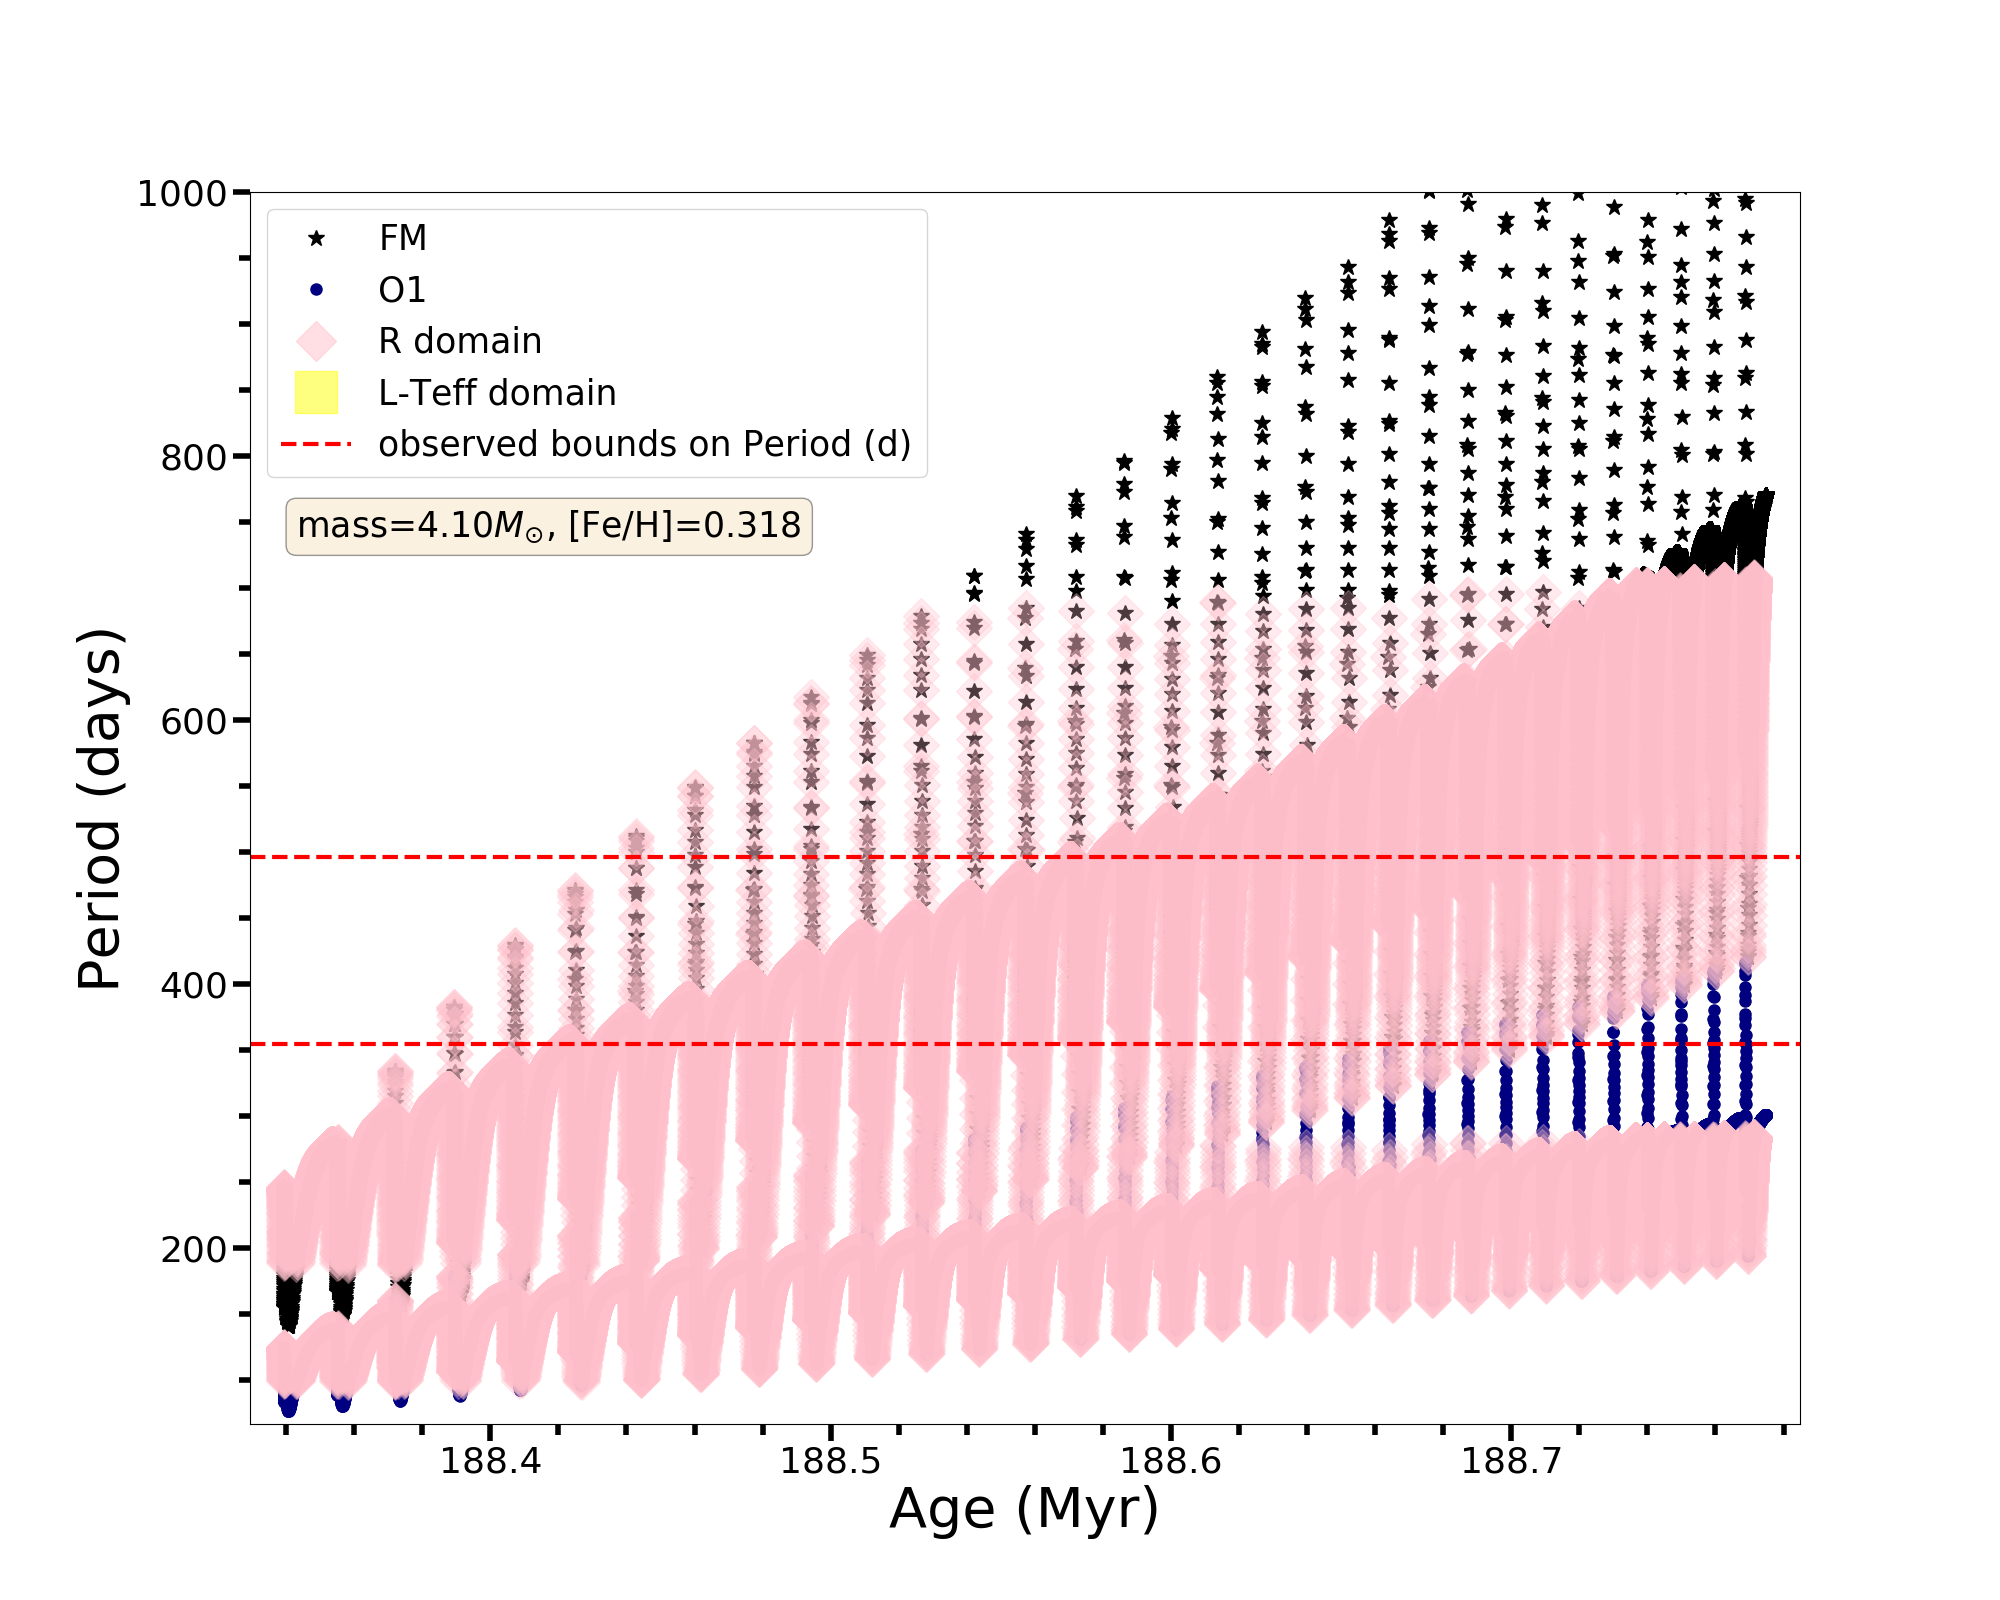 1000
800
600
400
200
Period (days)
FM
O1
R domain
L-Teff domain
observed bounds on Period (d)
mass=4.10M⊙, [Fe/H]=0.318
188.4
188.5
188.6
188.7
Age (Myr)